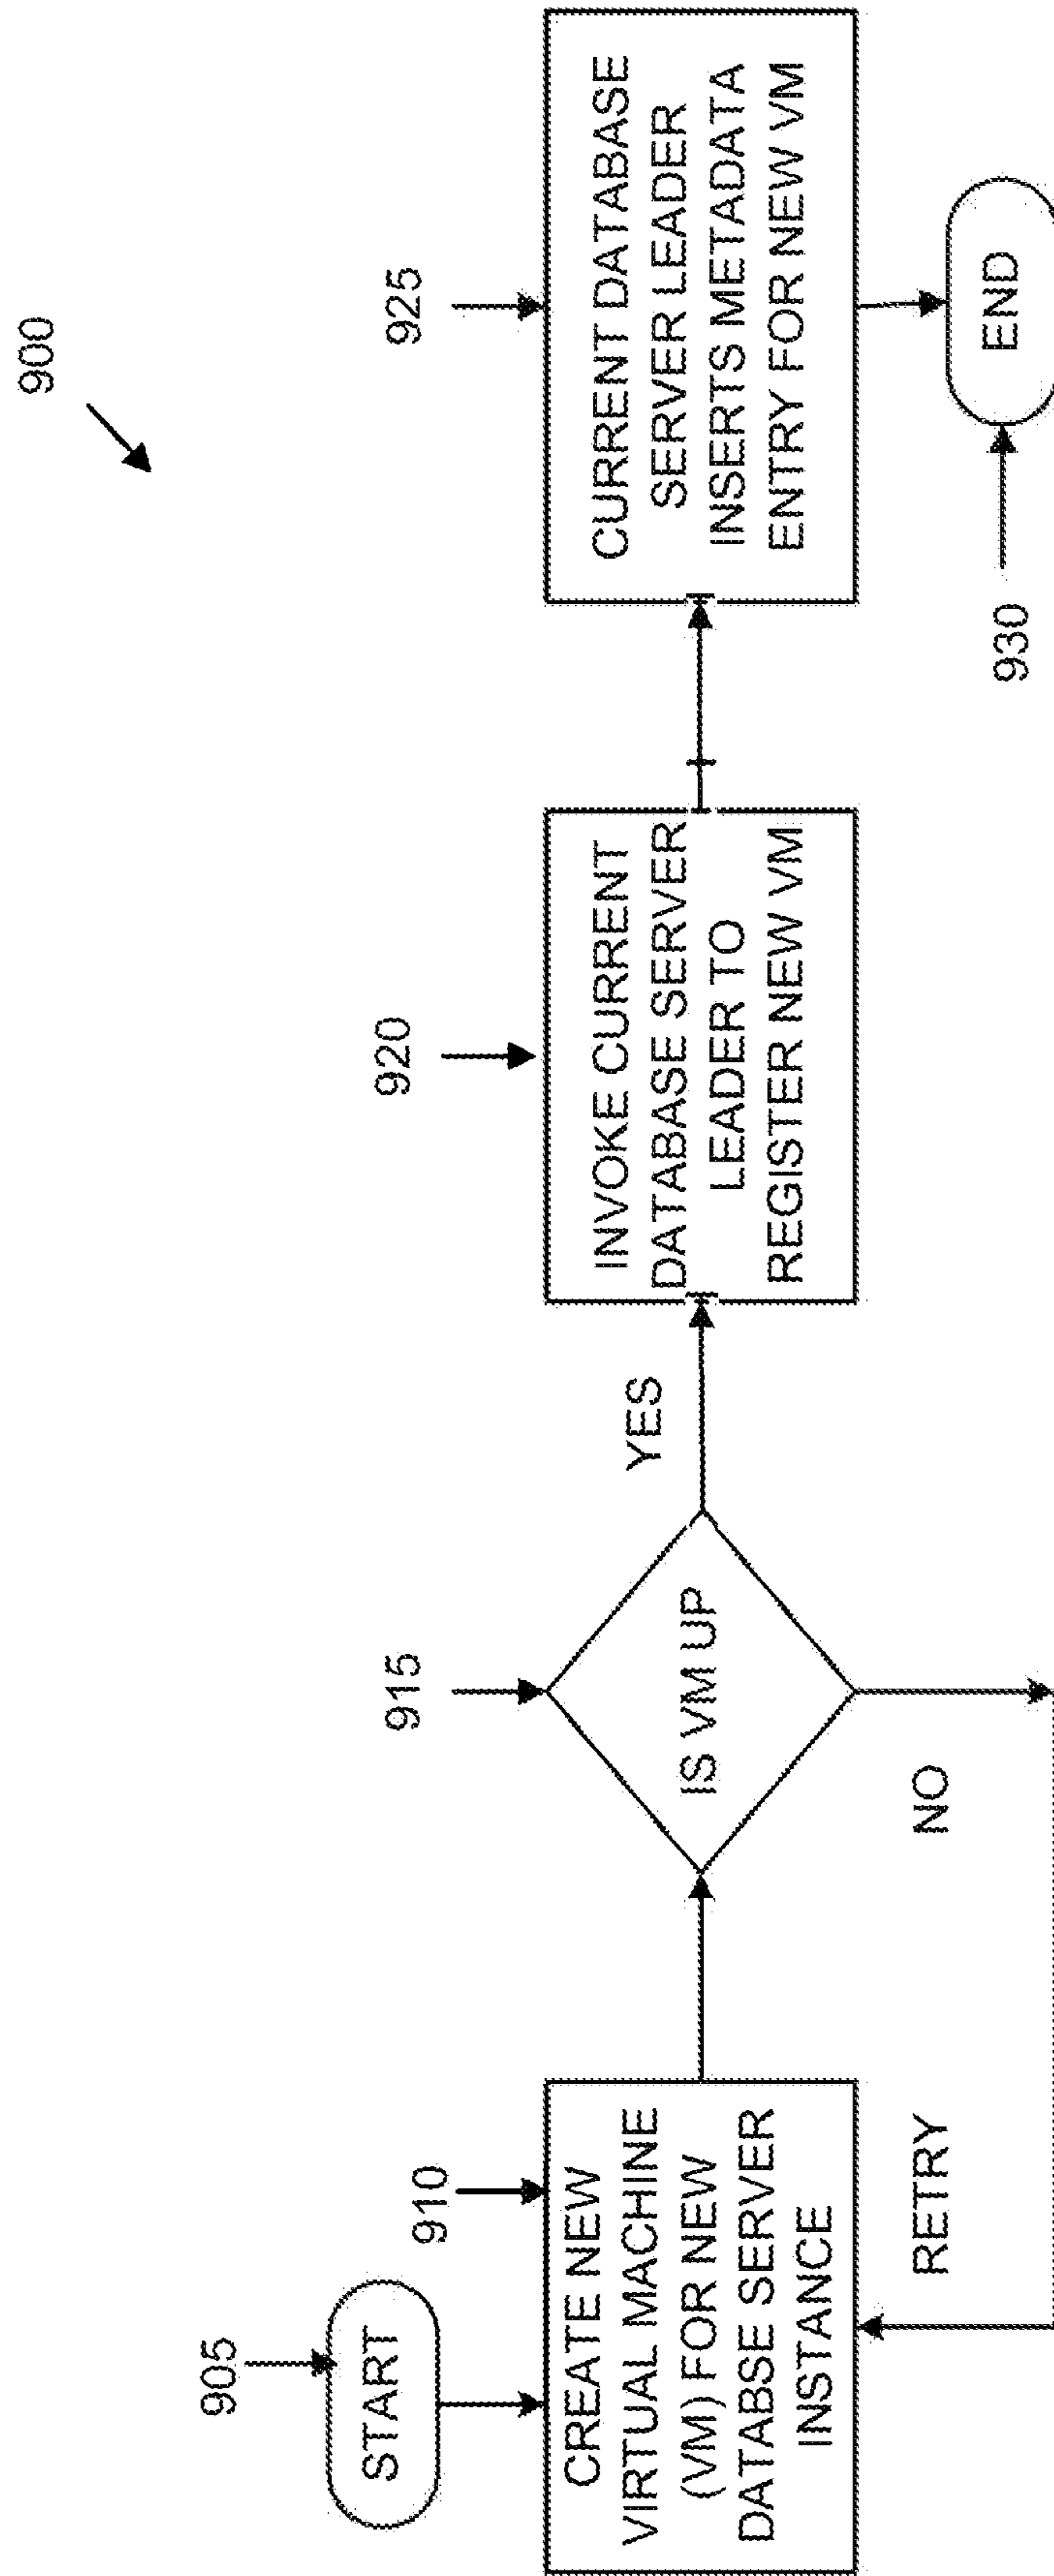 900
905
START
910
CREATE NEW
VIRTUAL MACHINE
(VM) FOR NEW
DATABSE SERVER
INSTANCE
915
IS VM UP
YES
NO
RETRY
920
INVOKE CURRENT
DATABASE SERVER
LEADER TO
REGISTER NEW VM
925
CURRENT DATABASE
SERVER LEADER
INSERTS METADATA
ENTRY FOR NEW VM
930
END